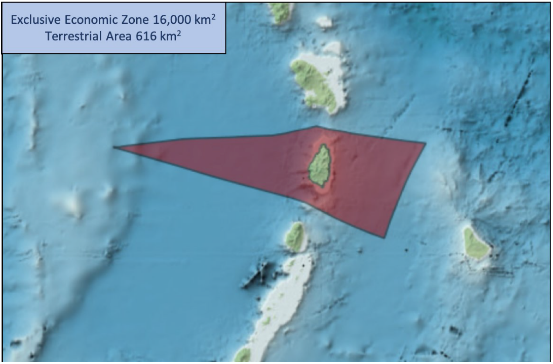 Exclusive Economic Zone 16,000 km²
Terrestrial Area 616 km²